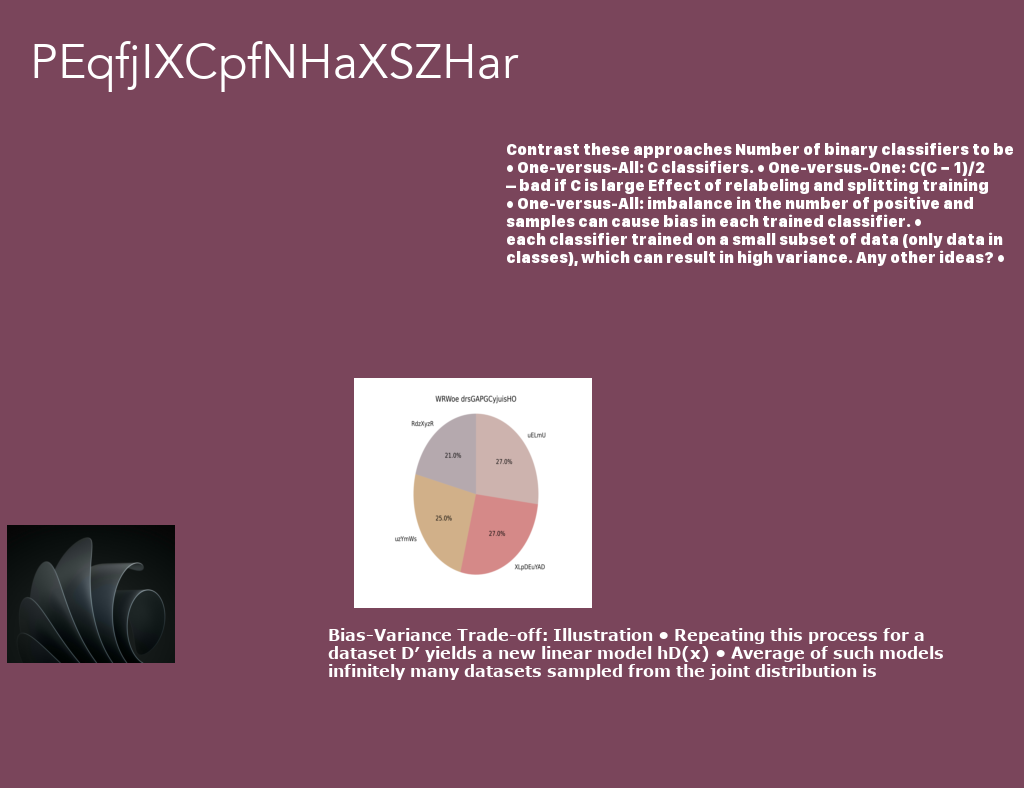 PEqfjIXCpfNHaXSZHar
Contrast these approaches Number of binary classifiers to be
• One-versus-All: C classifiers. • One-versus-One: C(C − 1)/2
— bad if C is large Effect of relabeling and splitting training
• One-versus-All: imbalance in the number of positive and
samples can cause bias in each trained classifier. •
each classifier trained on a small subset of data (only data in
classes), which can result in high variance. Any other ideas? •
WRWoe drsGAPGCyjuisHO
RdzXyzR
uELmU
21.0%
27.0%
25.0%
27.0%
uzYmWs
XLpDEuYAD
Bias-Variance Trade-off: Illustration • Repeating this process for a
dataset D′ yields a new linear model hD(x) • Average of such models
infinitely many datasets sampled from the joint distribution is